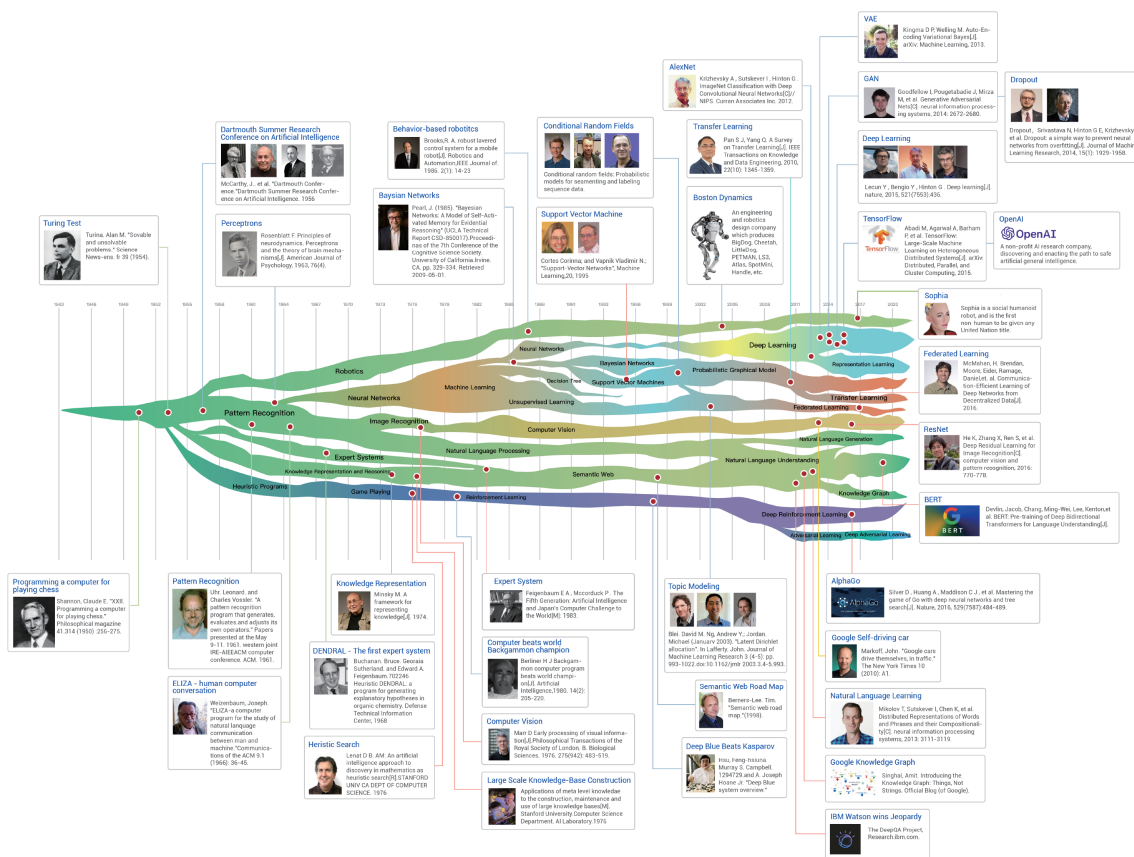 VAE
Kingma D P, Welling M. Auto-En-
coding Variational Bayes[J].
arXiv: Machine Learning, 2013.
AlexNet
Krizhevsky A , Sutskever I , Hinton G .
ImageNet Classification with Deep
Convolutional Neural Networks[C]//
NIPS. Curran Associates Inc. 2012.
GAN
Goodfellow I, Pougetabadie J, Mirza
M, et al. Generative Adversarial
Nets[C]. neural information process-
ing systems, 2014: 2672-2680.
Dropout
Dropout, , Srivastava N, Hinton G E, Krizhevsky
et al. Dropout: a simple way to prevent neural
networks from overfitting[J]. Journal of Machine
Learning Research, 2014, 15(1): 1929-1958.
Deep Learning
Lecun Y , Bengio Y , Hinton G . Deep learning[J].
nature, 2015, 521(7553):436.
Dartmouth Summer Research
Conference on Artificial Intelligence
McCarthy, J.. et al. "Dartmouth Confer-
ence."Dartmouth Summer Research Confer-
ence on Artificial Intelligence. 1956
Behavior-based robotitcs
Brooks,R. A. robust lavered
control system for a mobile
robot[J]. Robotics and
Automation,IEEE Journal of
1986. 2(1): 14-23
Conditional Random Fields
Conditional random fields: Probabilistic
models for seamenting and labeling
sequence data.
Transfer Learning
Pan S J, Yang Q. A Survey
on Transfer Learning[J]. IEEE
Transactions on Knowledge
and Data Engineering, 2010,
22(10): 1345-1359.
Turing Test
Turina. Alan M. "Sovable
and unsolvable
problems." Science
News-ens. fr 39 (1954).
Perceptrons
Rosenblatt F. Principles of
neurodynamics. Perceptrons
and the theory of brain mecha-
nisms[J]. American Journal of
Psychology, 1963, 76(4).
Baysian Networks
Pearl, J. (1985). "Bayesian
Networks: A Model of Self-Acti-
vated Memory for Evidential
Reasoning" (UCLA Technical
Report CSD-850017).Proceedi-
nas of the 7th Conference of the
Cognitive Science Society.
University of California.Irvine.
CA. pp. 329-334. Retrieved
2009-05-01.
Support Vector Machine
Cortes Corinna; and Vapnik Vladimir N.;
"Support-Vector Networks", Machine
Learning,20, 1995
Boston Dynamics
An engineering
and robotics
design company
which produces
BigDog, Cheetah,
LittleDog,
PETMAN, LS3,
Atlas, SpotMini,
Handle, etc.
TensorFlow
TensorFlow
Abadi M, Agarwal A, Barham
P, et al. TensorFlow:
Large-Scale Machine
Learning on Heterogeneous
Distributed Systems[J]. arXiv:
Distributed, Parallel, and
Cluster Computing, 2015.
OpenAI
OpenAI
A non-profit AI research company,
discovering and enacting the path to safe
artificial general intelligence.
Sophia
Sophia is a social humanoid
robot, and is the first
non-human to be given any
United Nation title.
Federated Learning
McMahan, H. Brendan,
Moore, Eider, Ramage,
DanieLet al. Communica-
tion-Efficient Learning of
Deep Networks from
Decentralized Data[J].
2016.
ResNet
He K, Zhang X, Ren S, et al.
Deep Residual Learning for
Image Recognition[C].
computer vision and
pattern recognition, 2016:
770-778.
BERT
Google
BERT
Devlin, Jacob, Chang, Ming-Wei, Lee, Kenton,et
al. BERT: Pre-training of Deep Bidirectional
Transformers for Language Understanding[J].
Robotics
Neural Networks
Deep Learning
Bayesian Networks
Probabilistic Graphical Model
Representation Learning
Machine Learning
Decision Tree
Support Vector Machines
Neural Networks
Unsupervised Learning
Transfer Learning
Federated Learning
Pattern Recognition
Image Recognition
Computer Vision
Natural Language Generation
Natural Language Processing
Expert Systems
Natural Language Understanding
Knowledge Representation and Reasoning
Semantic Web
Heuristic Programs
Game Playing
Reinforcement Learning
Knowledge Graph
Deep Reinforcement Learning
Adversarial Learning
Deep Adversarial Learning
Programming a computer for
playing chess
Shannon, Claude E. "XXII.
Programming a computer
for playing chess."
Philosophical magazine
41.314 (1950) :256-275.
Pattern Recognition
Uhr. Leonard. and
Charles Vossler. "A
pattern recognition
program that generates,
evaluates and adjusts its
own operators." Papers
presented at the May
9-11. 1961. western joint
IRE-AIEEACM computer
conference. ACM. 1961.
ELIZA - human computer
conversation
Weizenbaum, Joseph.
"ELIZA-a computer
program for the study of
natural language
communication
between man and
machine."Communica-
tions of the ACM 9.1
(1966): 36-45.
Knowledge Representation
Minsky M. A
framework for
representing
knowledge[J]. 1974.
DENDRAL - The first expert system
Buchanan. Bruce. Georaia
Sutherland, and Edward A.
Feigenbaum.702246
Heuristic DENDRAL: a
program for generating
explanatory hypotheses in
organic chemistry. Defense
Technical Information
Center, 1968
Heristic Search
Lenat D B. AM: An artificial
intelligence approach to
discovery in mathematics as
heuristic search[R].STANFORD
UNIV CA DEPT OF COMPUTER
SCIENCE. 1976
Expert System
Feigenbaum E A , Mccorduck P . The
Fifth Generation: Artificial Intelligence
and Japan's Computer Challenge to
the World[M]. 1983.
Computer beats world
Backgammon champion
Berliner H J Backgam-
mon computer program
beats world champi-
on[J]. Artificial
Intelligence,1980. 14(2):
205-220.
Computer Vision
Marr D Early processing of visual informa-
tion[J].Philosophical Transactions of the
Royal Society of London. B. Biological
Sciences. 1976, 275(942): 483-519.
Large Scale Knowledge-Base Construction
Applications of meta level knowledae
to the construction, maintenance and
use of large knowledge bases[M].
Stanford University.Computer Science
Department. AI Laboratory.1976
Topic Modeling
Blei. David M. Ng, Andrew Y.; Jordan,
Michael (January 2003). "Latent Dirichlet
allocation". In Lafferty. John. Journal of
Machine Learning Research 3 (4-5): pp.
993-1022.doi:10.1162/jmlr 2003.3.4-5.993.
Semantic Web Road Map
Berners-Lee, Tim.
"Semantic web road
map."(1998).
Deep Blue Beats Kasparov
Hsu, Feng-hsiuna.
Murray S. Campbell.
1294729.and A. Joseph
Hoane Jr. "Deep Blue
system overview."
AlphaGo
AlphaGo
Silver D , Huang A , Maddison C J , et al. Mastering the
game of Go with deep neural networks and tree
search[J]. Nature, 2016, 529(7587):484-489.
Google Self-driving car
Markoff, John. "Google cars
drive themselves, in traffic."
The New York Times 10
(2010): A1.
Natural Language Learning
Mikolov T, Sutskever I, Chen K, et al.
Distributed Representations of Words
and Phrases and their Compositionali-
ty[C]. neural information processing
systems, 2013: 3111-3119.
Google Knowledge Graph
Singhal, Amit. Introducing the
Knowledge Graph: Things, Not
Strings. Official Blog (of Google).
IBM Watson wins Jeopardy
The DeepQA Project,
Research.ibm.com.